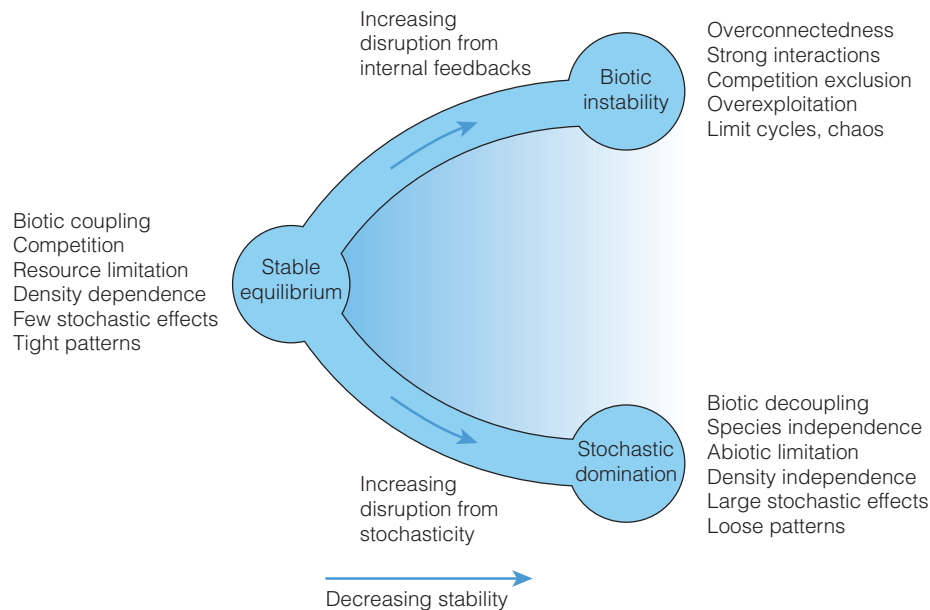 Increasing
disruption from
internal feedbacks
Biotic
instability
Overconnectedness
Strong interactions
Competition exclusion
Overexploitation
Limit cycles, chaos
Biotic coupling
Competition
Resource limitation
Density dependence
Few stochastic effects
Tight patterns
Stable
equilibrium
Stochastic
domination
Biotic decoupling
Species independence
Abiotic limitation
Density independence
Large stochastic effects
Loose patterns
Increasing
disruption from
stochasticity
Decreasing stability